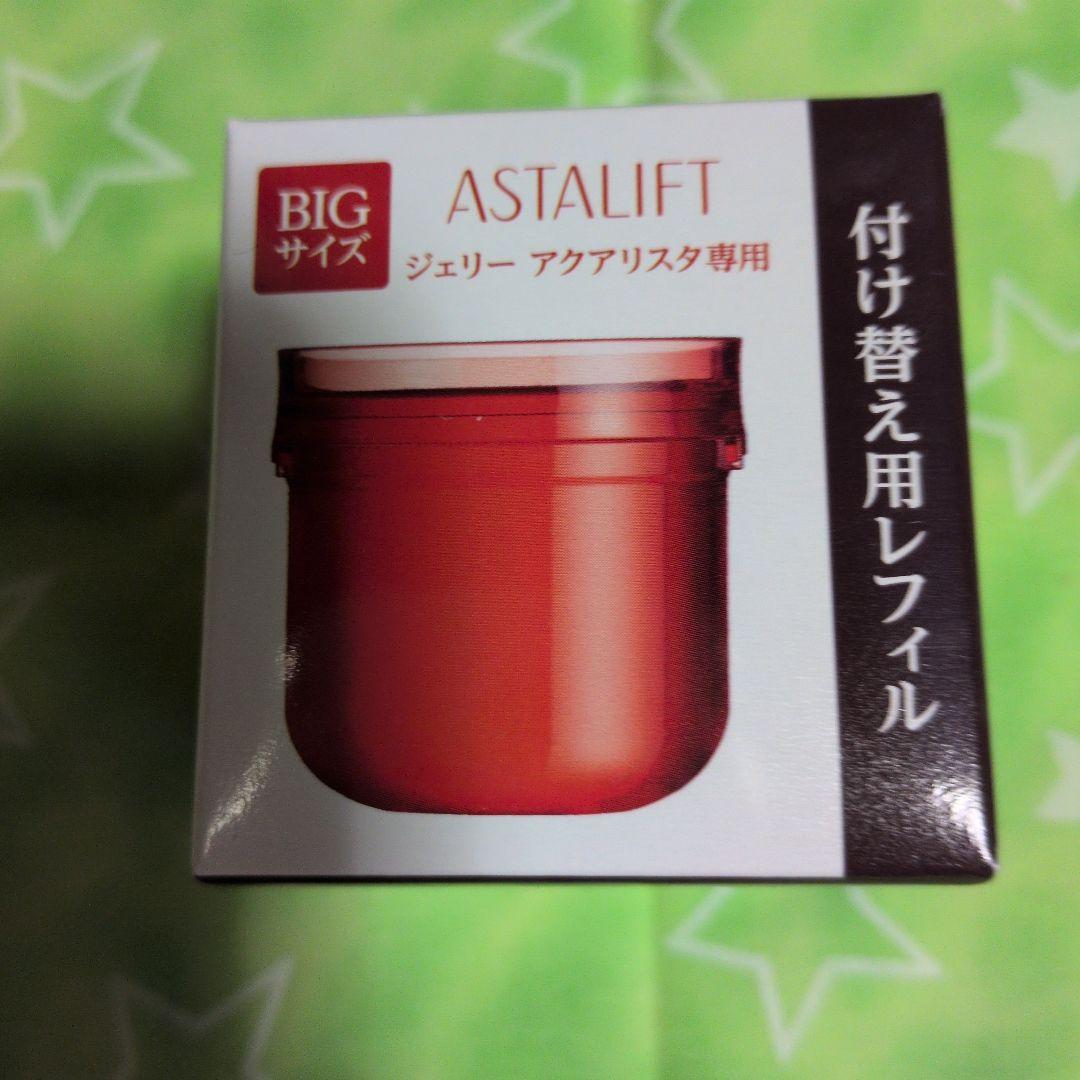 BIG
サイズ
ASTALIFT
ジェリー アクアリスタ専用
付け替え用レフィル